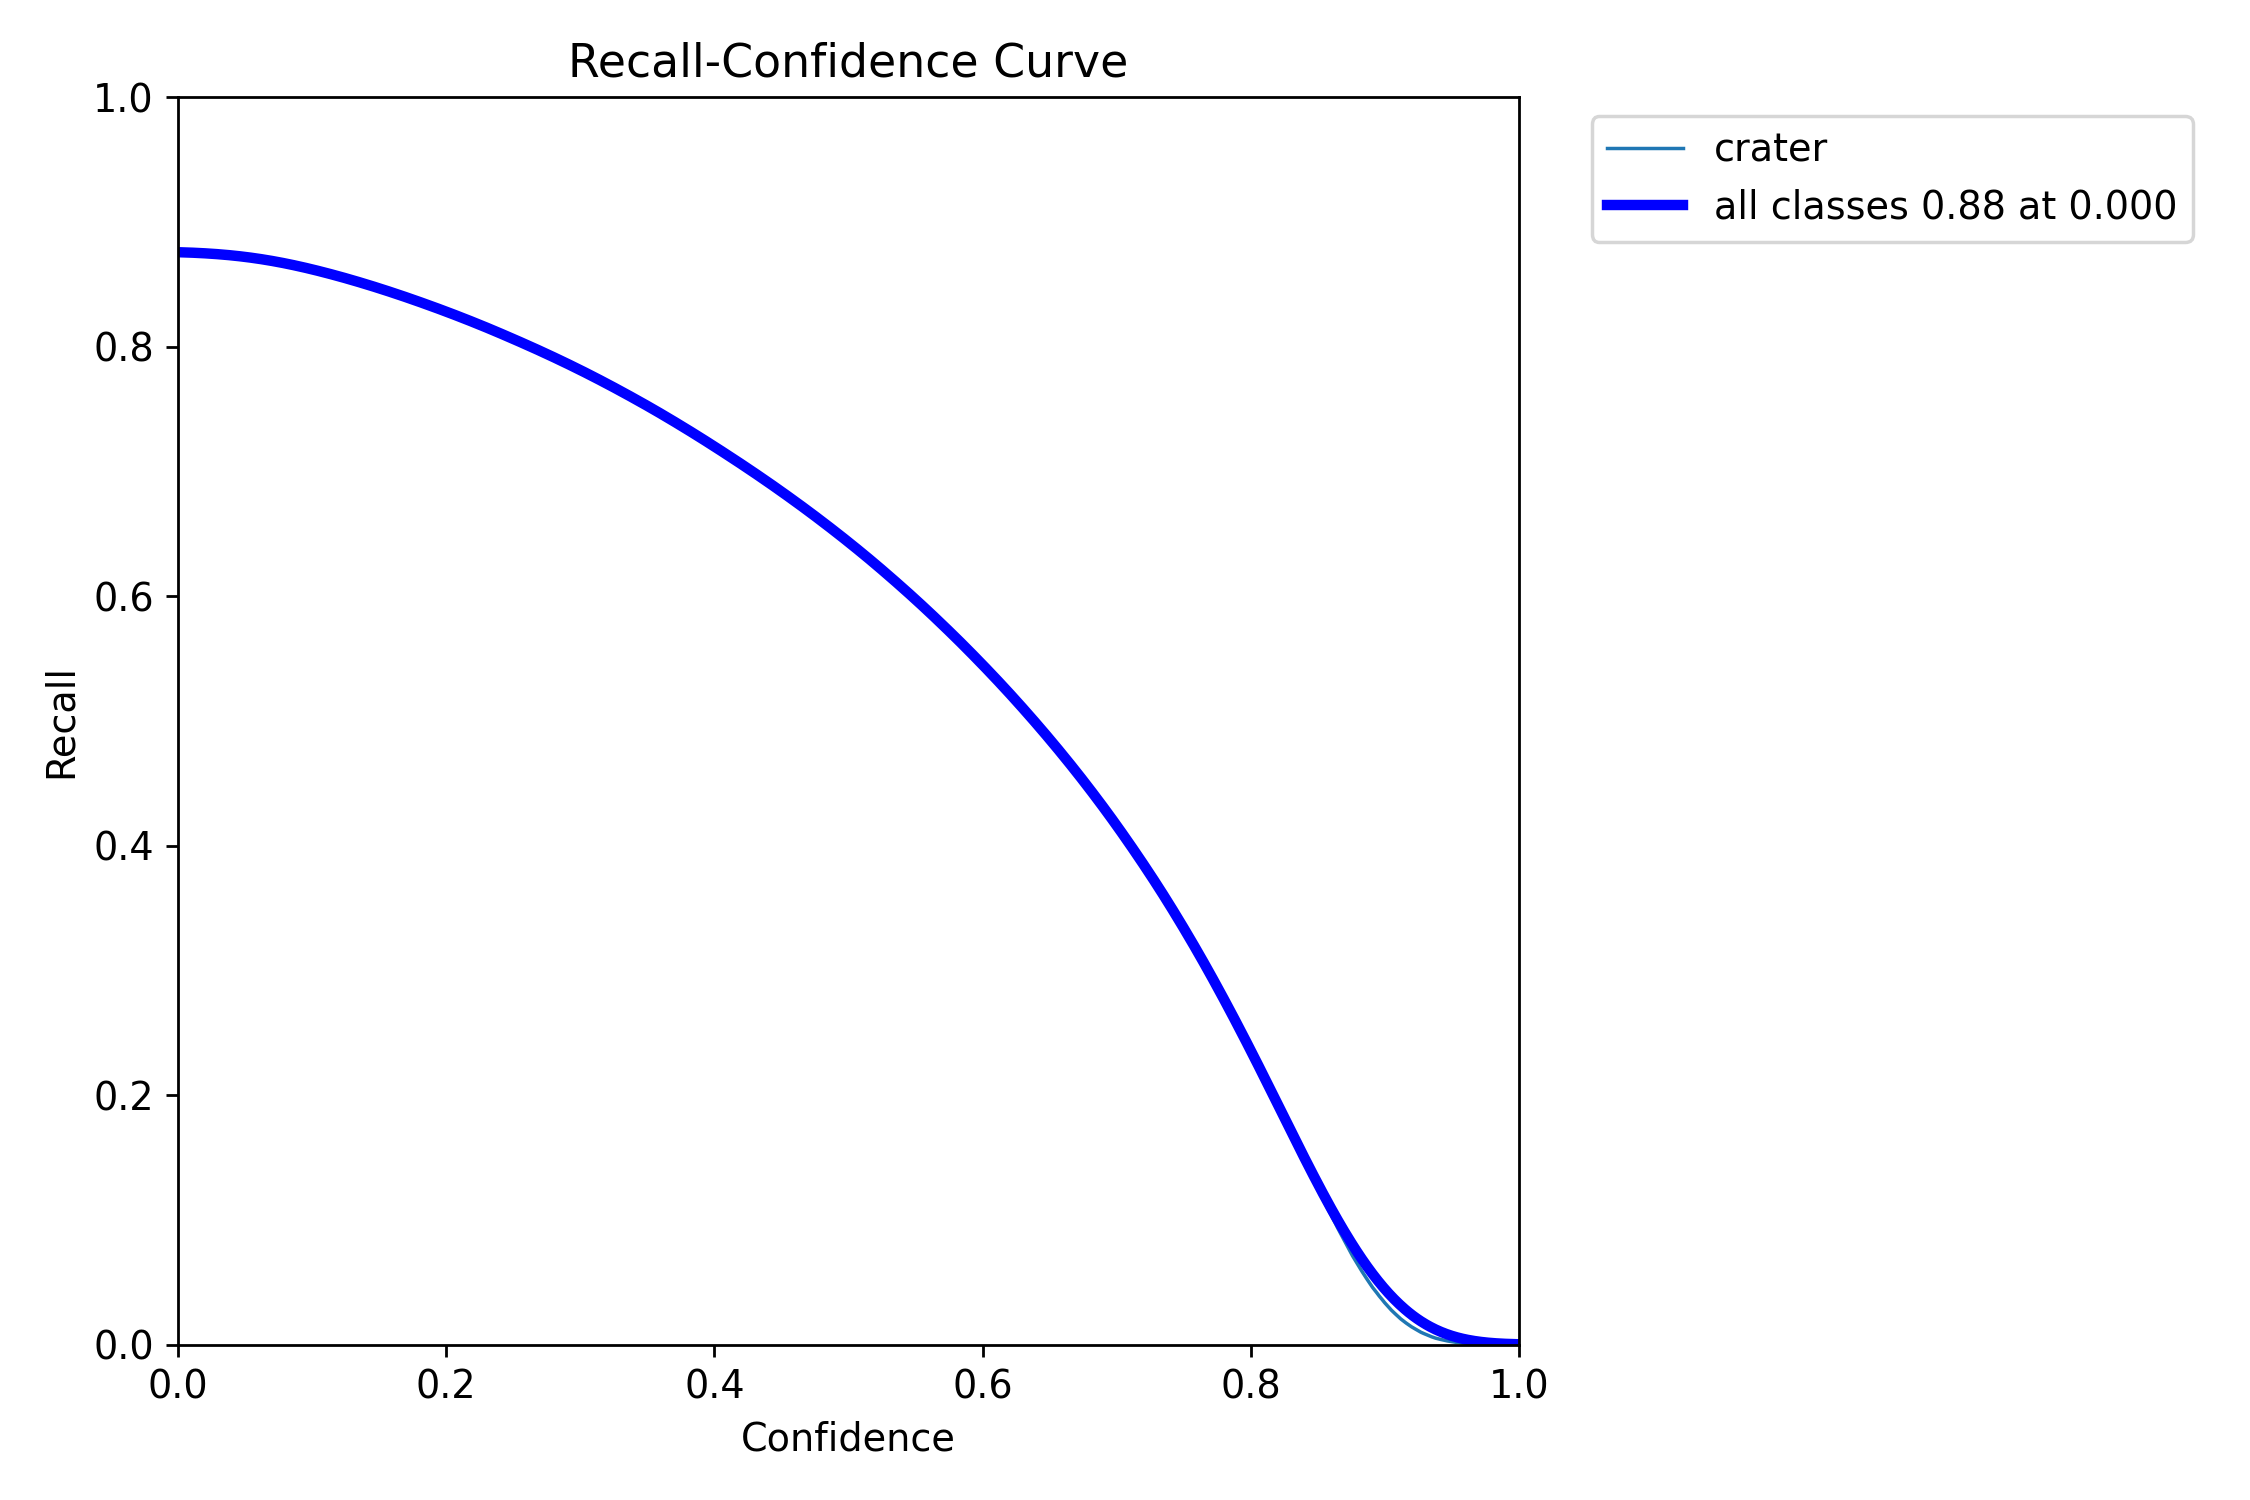 Recall-Confidence Curve
crater
all classes 0.88 at 0.000
1.0
0.8
0.6
0.4
0.2
0.0
Recall
0.0 0.2 0.4 0.6 0.8 1.0
Confidence